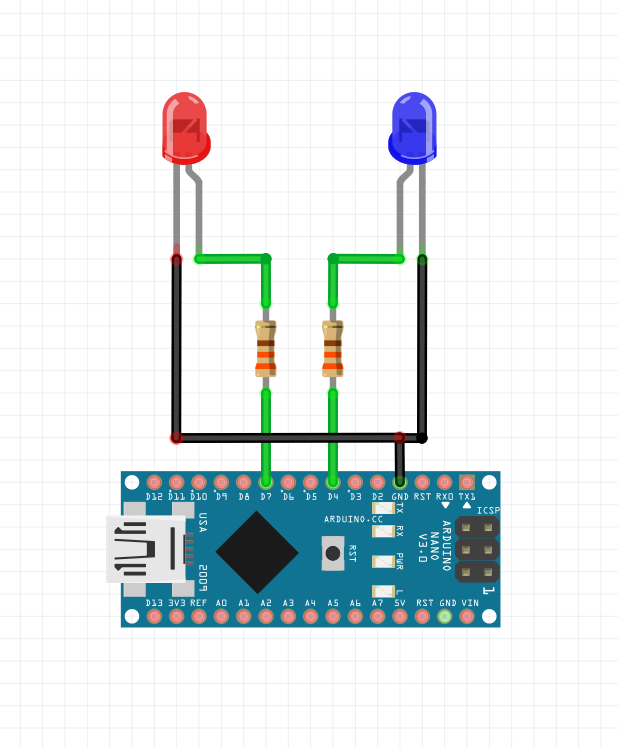 D12 D11 D10 D9 D8 D7 D6 D5 D4 D3 D2 GND RST RX0 TX1
ICSP
1
USA
2009
ARDUINO.CC
RST
TX
RX
PWR
L
ARDUINO
NANO
V3.0
D13 3V3 REF A0 A1 A2 A3 A4 A5 A6 A7 5V RST GND VIN